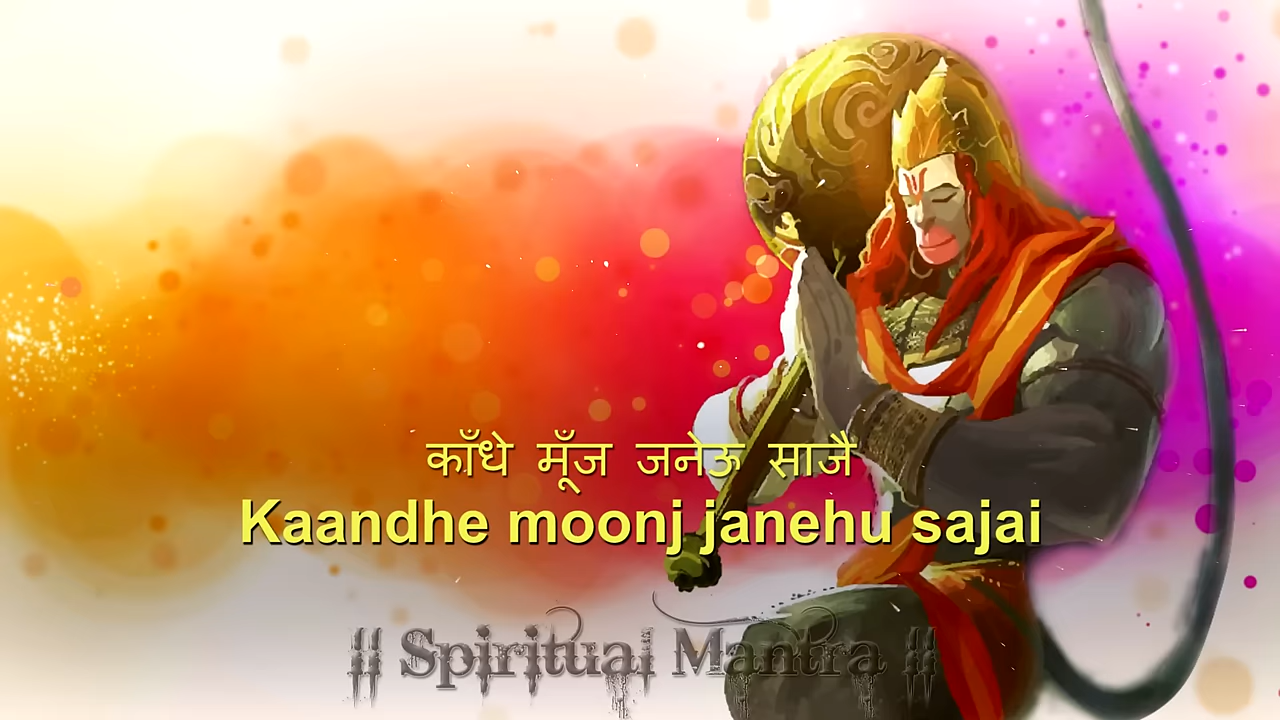 काँधे मूँज जनेऊ साजै
Kaandhe moonj janehu sajai
|| Spiritual Mantra ||